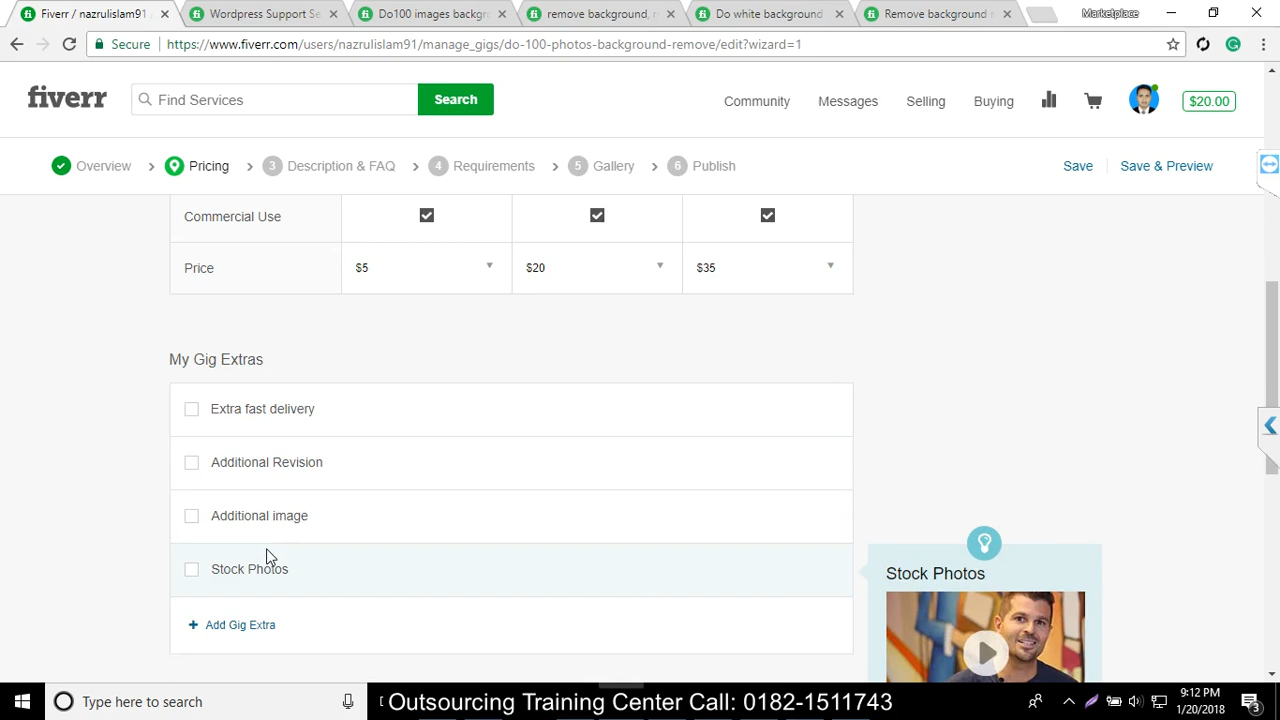 Fiverr / nazrulislam91
Wordpress Support Se
Do100 images backgr
remove background, r
Do white background
Remove background
Marketplace
Secure
https://www.fiverr.com/users/nazrulislam91/manage_gigs/do-100-photos-background-remove/edit?wizard=1
fiverr
Find Services
Search
Community
Messages
Selling
Buying
$20.00
Overview
Pricing
3 Description & FAQ
4 Requirements
5 Gallery
6 Publish
Save
Save & Preview
Commercial Use
Price
$5
$20
$35
My Gig Extras
Extra fast delivery
Additional Revision
Additional image
Stock Photos
+ Add Gig Extra
Stock Photos
Type here to search
Outsourcing Training Center Call: 0182-1511743
9:12 PM
1/20/2018
3